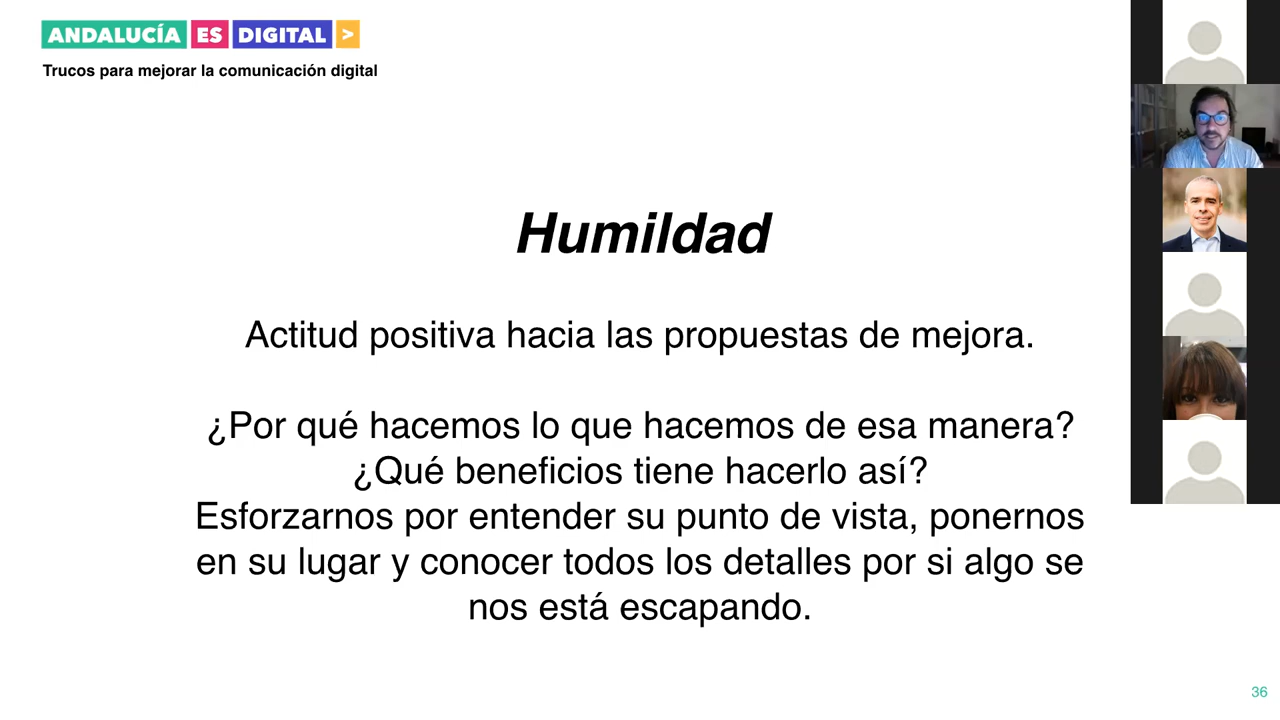 ANDALUCÍA ES DIGITAL >
Trucos para mejorar la comunicación digital
Humildad
Actitud positiva hacia las propuestas de mejora.
¿Por qué hacemos lo que hacemos de esa manera?
¿Qué beneficios tiene hacerlo así?
Esforzarnos por entender su punto de vista, ponernos
en su lugar y conocer todos los detalles por si algo se
nos está escapando.
36